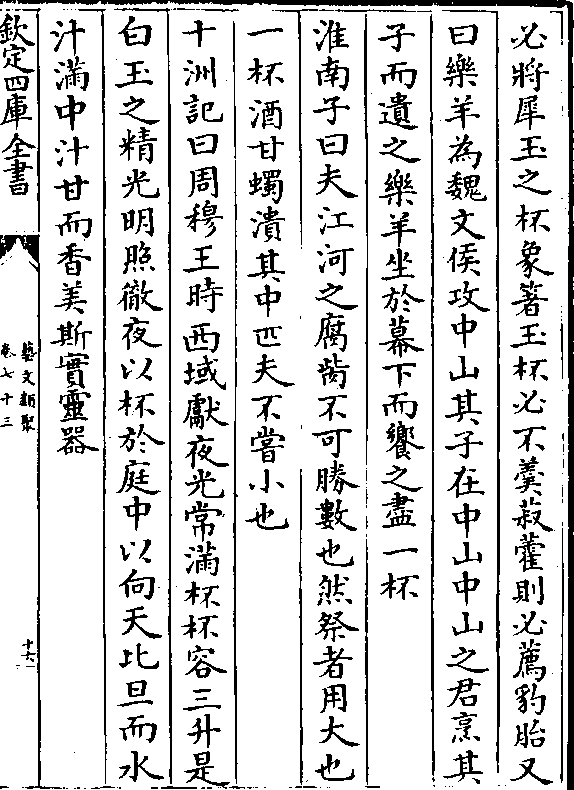 必將犀玉之杯象箸玉杯必不羮菽藿則必薦豹胎又
曰樂羊為魏文侯攻中山其子在中山中山之君烹其
子而遺之樂羊坐於幕下而饗之盡一杯
淮南子曰夫江河之腐胔不可勝數也然祭者用大也
一杯酒甘蠋潰其中匹夫不嘗小也
十洲記曰周穆王時西域獻夜光常滿杯杯容三升是
白玉之精光明照徹夜以杯於庭中以向天比旦而水
汁滿中汁甘而香美斯實靈器
欽定四庫全書
藝文類聚
卷七十三
十六